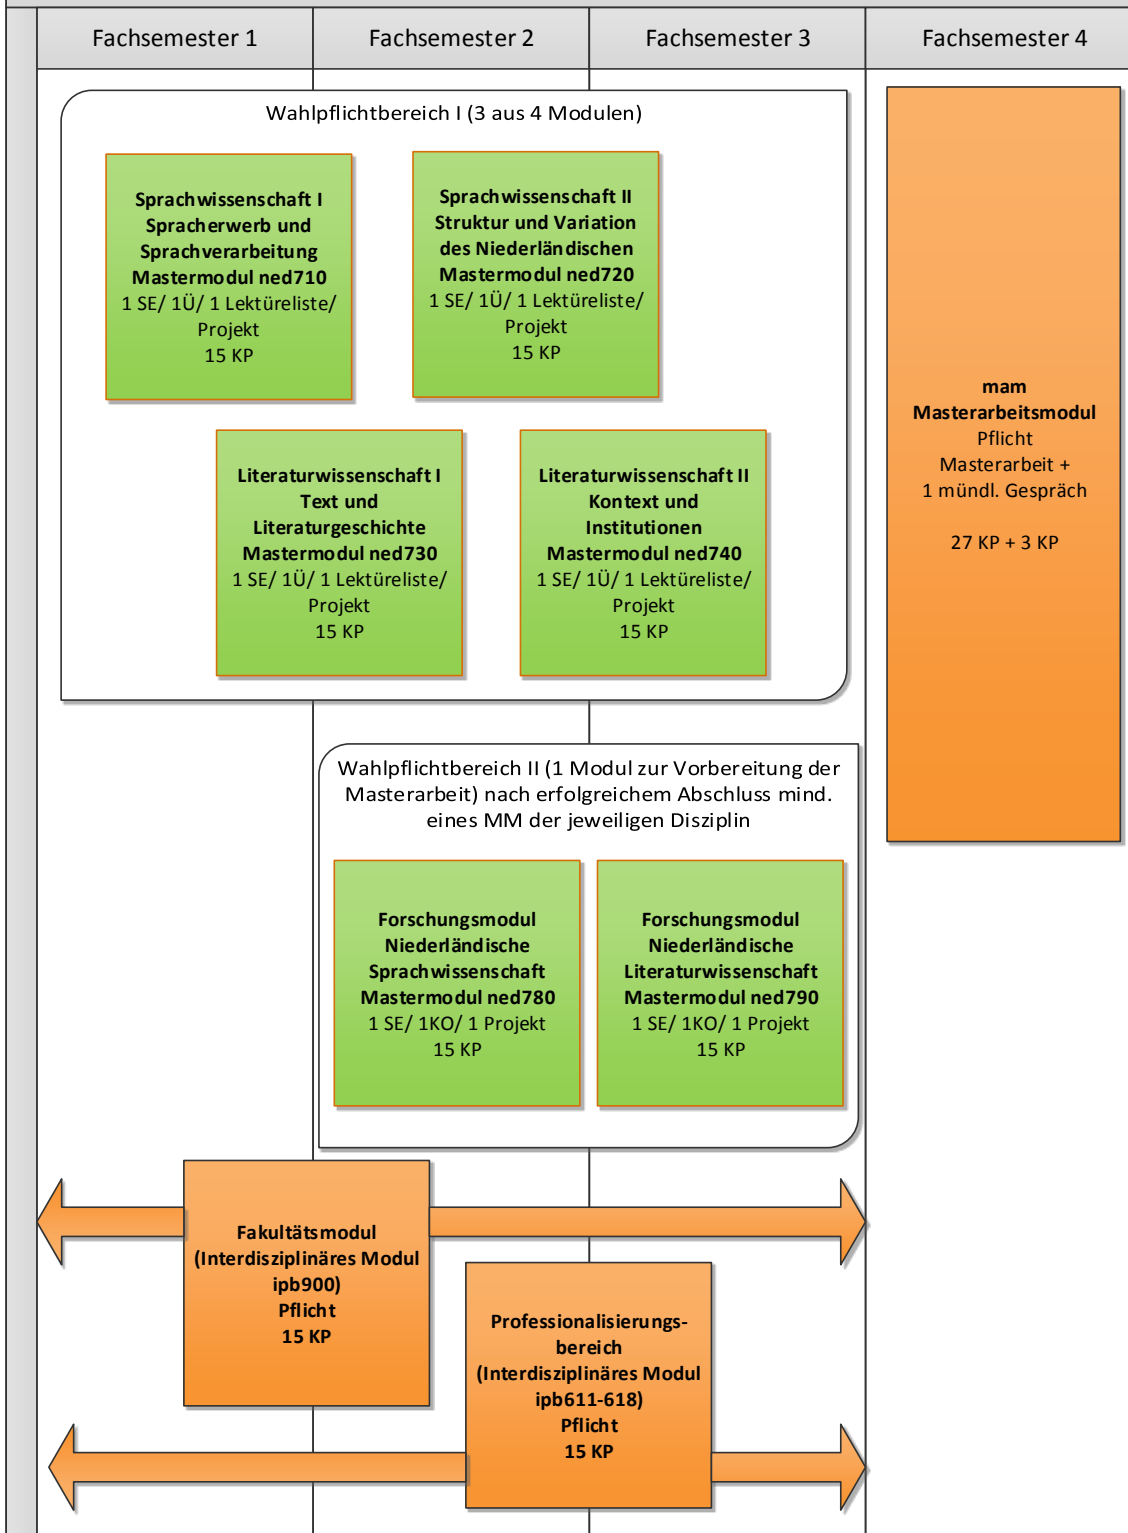 Fachsemester 1
Fachsemester 2
Fachsemester 3
Fachsemester 4
Wahlpflichtbereich I (3 aus 4 Modulen)
Sprachwissenschaft I
Spracherwerb und
Sprachverarbeitung
Mastermodul ned710
1 SE/ 1Ü/ 1 Lektüreliste/
Projekt
15 KP
Sprachwissenschaft II
Struktur und Variation
des Niederländischen
Mastermodul ned720
1 SE/ 1Ü/ 1 Lektüreliste/
Projekt
15 KP
Literaturwissenschaft I
Text und
Literaturgeschichte
Mastermodul ned730
1 SE/ 1Ü/ 1 Lektüreliste/
Projekt
15 KP
Literaturwissenschaft II
Kontext und
Institutionen
Mastermodul ned740
1 SE/ 1Ü/ 1 Lektüreliste/
Projekt
15 KP
mam
Masterarbeitsmodul
Pflicht
Masterarbeit +
1 mündl. Gespräch
27 KP + 3 KP
Wahlpflichtbereich II (1 Modul zur Vorbereitung der
Masterarbeit) nach erfolgreichem Abschluss mind.
eines MM der jeweiligen Disziplin
Forschungsmodul
Niederländische
Sprachwissenschaft
Mastermodul ned780
1 SE/ 1KO/ 1 Projekt
15 KP
Forschungsmodul
Niederländische
Literaturwissenschaft
Mastermodul ned790
1 SE/ 1KO/ 1 Projekt
15 KP
Fakultätsmodul
(Interdisziplinäres Modul
ipb900)
Pflicht
15 KP
Professionalisierungs-
bereich
(Interdisziplinäres Modul
ipb611-618)
Pflicht
15 KP